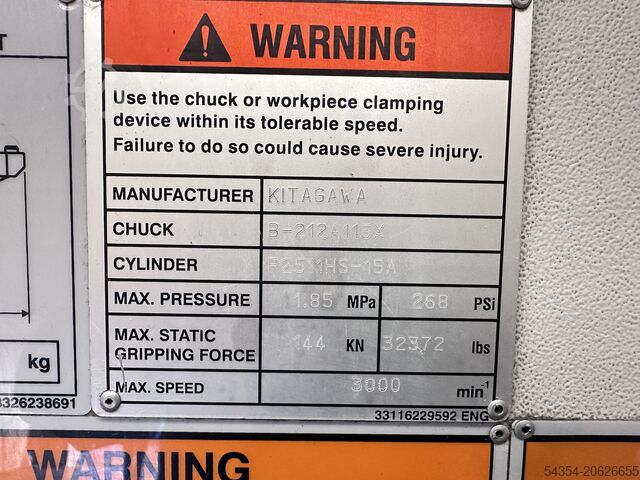 T
WARNING
Use the chuck or workpiece clamping
device within its tolerable speed.
Failure to do so could cause severe injury.
MANUFACTURER KITAGAWA
CHUCK
CYLINDER
MAX. PRESSURE 1.85 MPa 268 PSi
MAX. STATIC
GRIPPING FORCE 144 KN 32372 lbs
MAX. SPEED 3000 min-1
kg
3326238691
33116229592 ENG
WARNING
54354-20626655